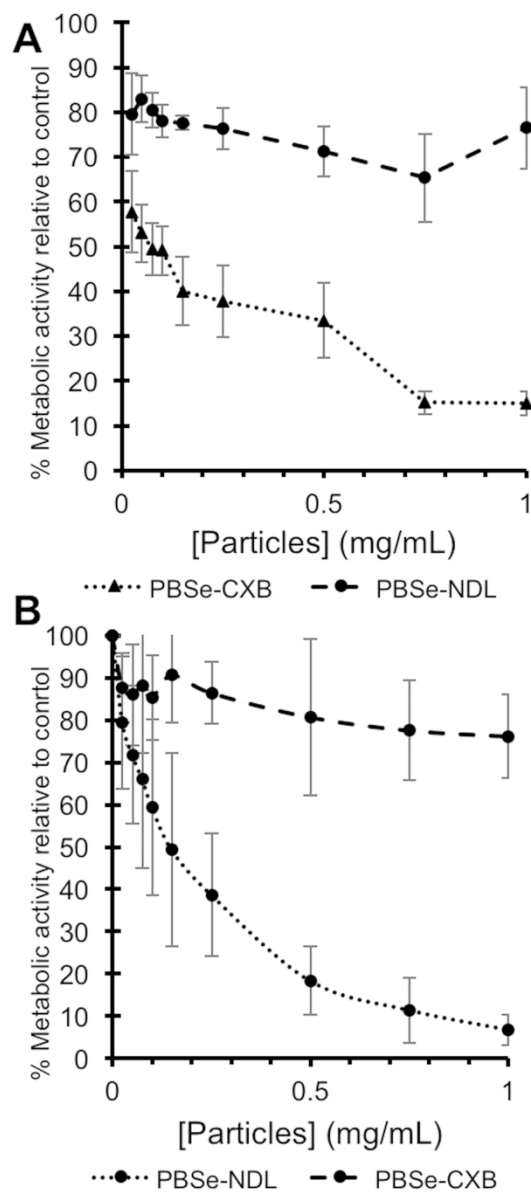 A
% Metabolic activity relative to control
100
90
80
70
60
50
40
30
20
10
0
0
0.5
1
[Particles] (mg/mL)
PBSe-CXB
PBSe-NDL
B
% Metabolic activity relative to conrtol
100
90
80
70
60
50
40
30
20
10
0
0
0.5
1
[Particles] (mg/mL)
PBSe-NDL
PBSe-CXB